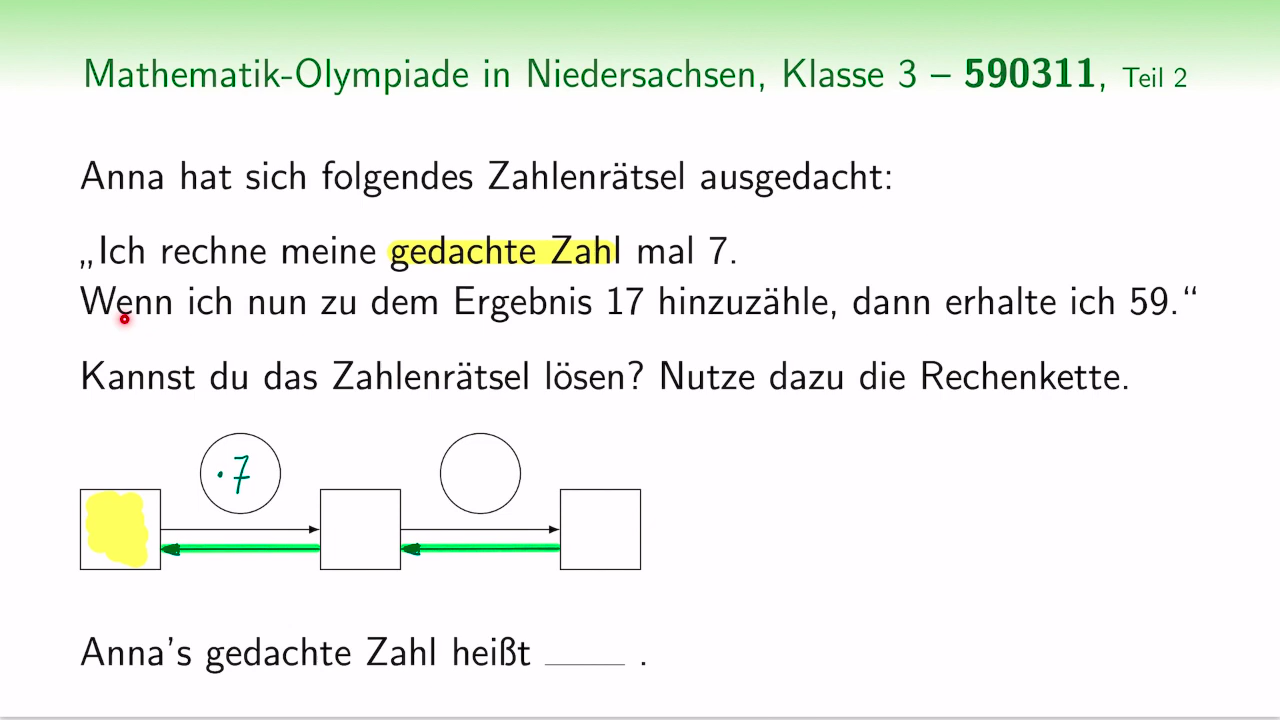 Mathematik-Olympiade in Niedersachsen, Klasse 3 – 590311, Teil 2
Anna hat sich folgendes Zahlenrätsel ausgedacht:
„Ich rechne meine gedachte Zahl mal 7.
Wenn ich nun zu dem Ergebnis 17 hinzuzähle, dann erhalte ich 59.“
Kannst du das Zahlenrätsel lösen? Nutze dazu die Rechenkette.
·7
Anna’s gedachte Zahl heißt ____ .